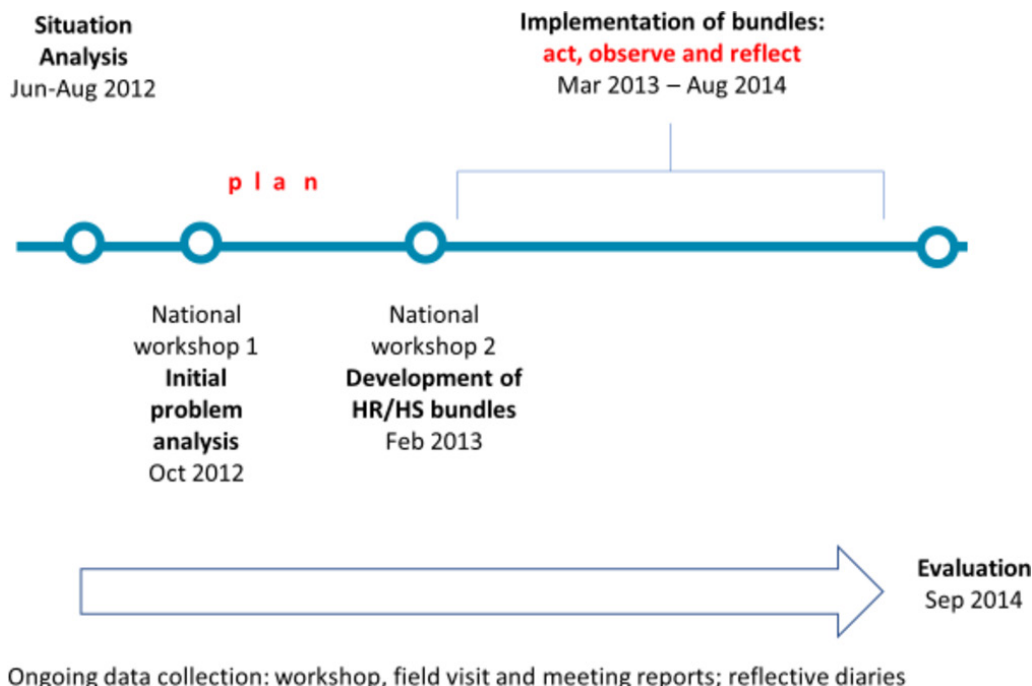 Situation
Analysis
Jun-Aug 2012
Implementation of bundles:
act, observe and reflect
Mar 2013 – Aug 2014
p l a n
National
workshop 1
Initial
problem
analysis
Oct 2012
National
workshop 2
Development of
HR/HS bundles
Feb 2013
Evaluation
Sep 2014
Ongoing data collection: workshop, field visit and meeting reports; reflective diaries